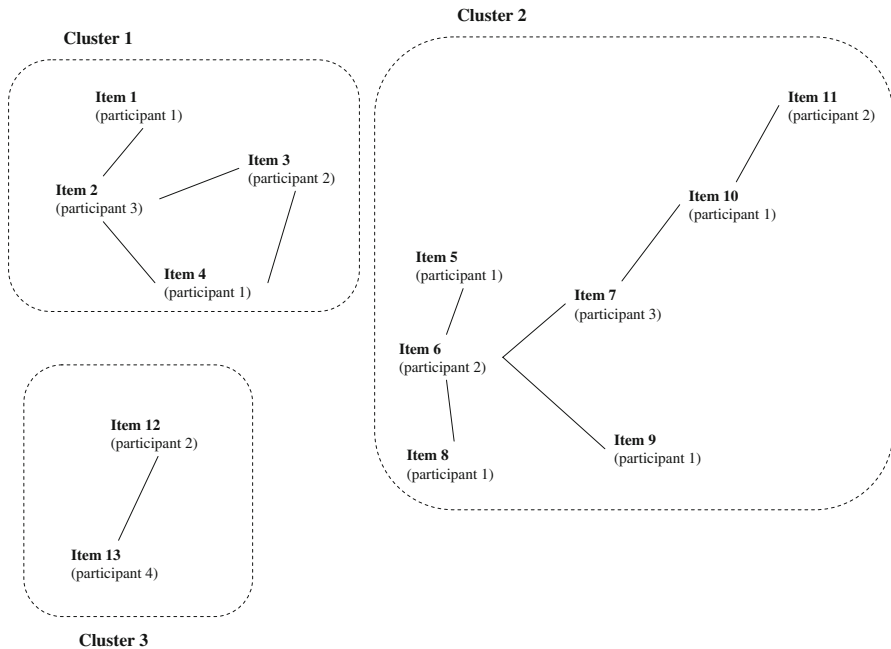 Cluster 1
Item 1
(participant 1)
Item 3
(participant 2)
Item 2
(participant 3)
Item 4
(participant 1)
Cluster 2
Item 11
(participant 2)
Item 10
(participant 1)
Item 5
(participant 1)
Item 7
(participant 3)
Item 6
(participant 2)
Item 8
(participant 1)
Item 9
(participant 1)
Item 12
(participant 2)
Item 13
(participant 4)
Cluster 3